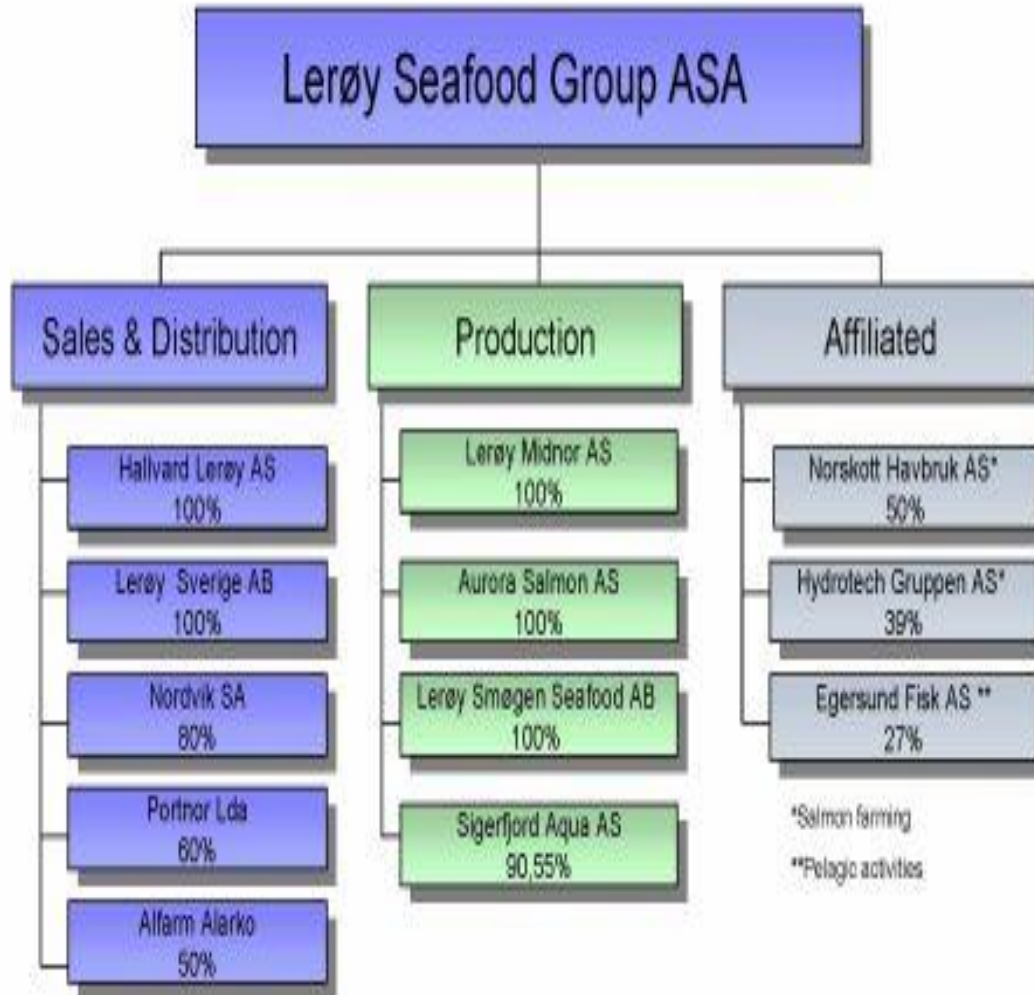 Lerøy Seafood Group ASA
Sales & Distribution
Hallvard Lerøy AS
100%
Lerøy Sverige AB
100%
Nordvik SA
80%
Portnor Lda
60%
Alfarm Alarko
50%
Production
Lerøy Midnor AS
100%
Aurora Salmon AS
100%
Lerøy Smøgen Seafood AB
100%
Sigerfjord Aqua AS
90,55%
Affiliated
Norskott Havbruk AS*
50%
Hydrotech Gruppen AS*
39%
Egersund Fisk AS **
27%
*Salmon farming
**Pelagic activities